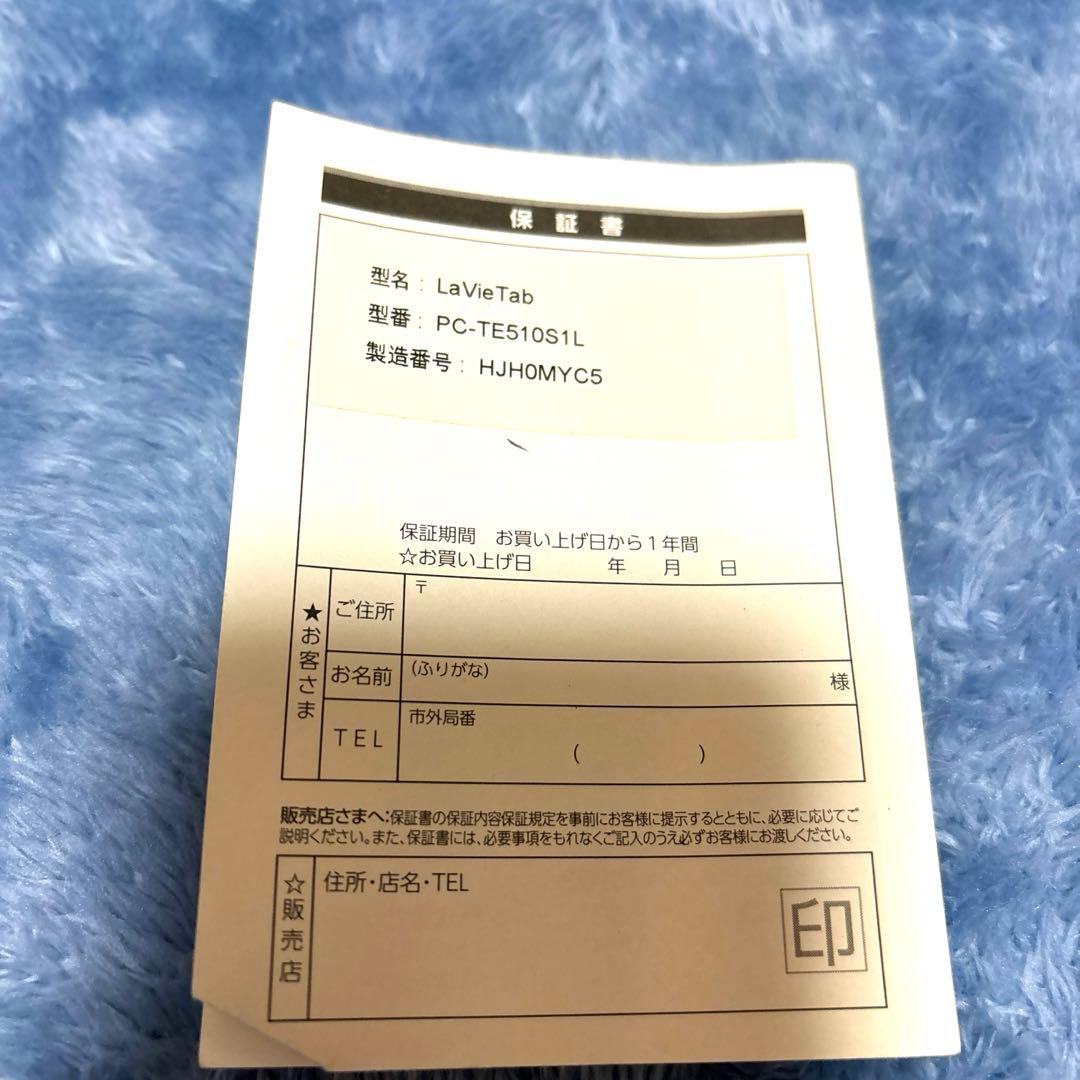 保証書
型名： LaVieTab
型番： PC-TE510S1L
製造番号： HJH0MYC5
保証期間　お買い上げ日から１年間
☆お買い上げ日　　　年　　月　　日
★お客さま
ご住所
〒
お名前
(ふりがな)
様
ＴＥＬ
市外局番
(　　　　　)
販売店さまへ:保証書の保証内容保証規定を事前にお客様に提示するとともに、必要に応じてご
説明ください。また、保証書には、必要事項をもれなくご記入のうえ必ずお客様にお渡しください。
☆販売店
住所・店名・TEL
印